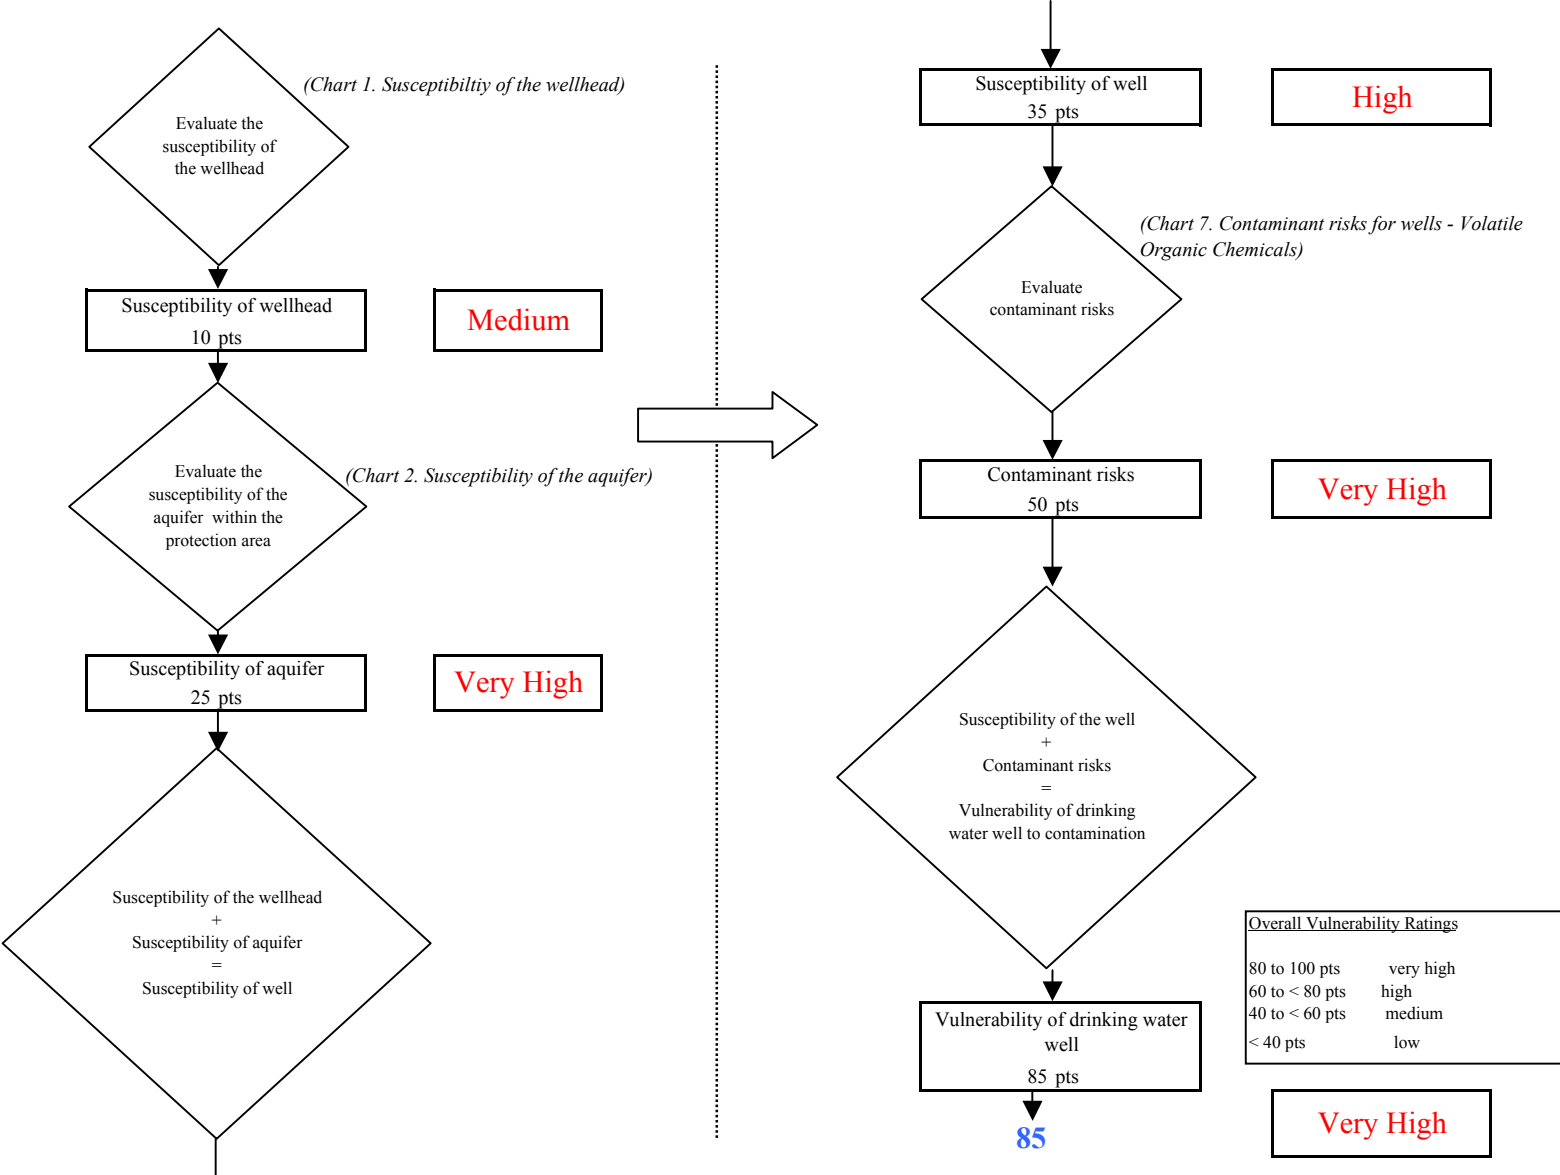 (Chart 1. Susceptibiltiy of the wellhead)
Evaluate the
susceptibility of
the wellhead
Susceptibility of wellhead
10 pts
Medium
(Chart 2. Susceptibility of the aquifer)
Evaluate the
susceptibility of the
aquifer within the
protection area
Susceptibility of aquifer
25 pts
Very High
Susceptibility of the wellhead
+
Susceptibility of aquifer
=
Susceptibility of well
Susceptibility of well
35 pts
High
(Chart 7. Contaminant risks for wells - Volatile
Organic Chemicals)
Evaluate
contaminant risks
Contaminant risks
50 pts
Very High
Susceptibility of the well
+
Contaminant risks
=
Vulnerability of drinking
water well to contamination
Overall Vulnerability Ratings
80 to 100 pts very high
60 to < 80 pts high
40 to < 60 pts medium
< 40 pts low
Vulnerability of drinking water
well
85 pts
85
Very High